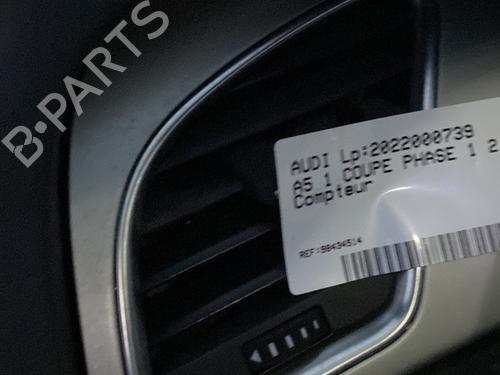 B-PARTS
AUDI Lp:2022000739
A5 1 COUPE PHASE 1 2
Compteur
REF:98434514